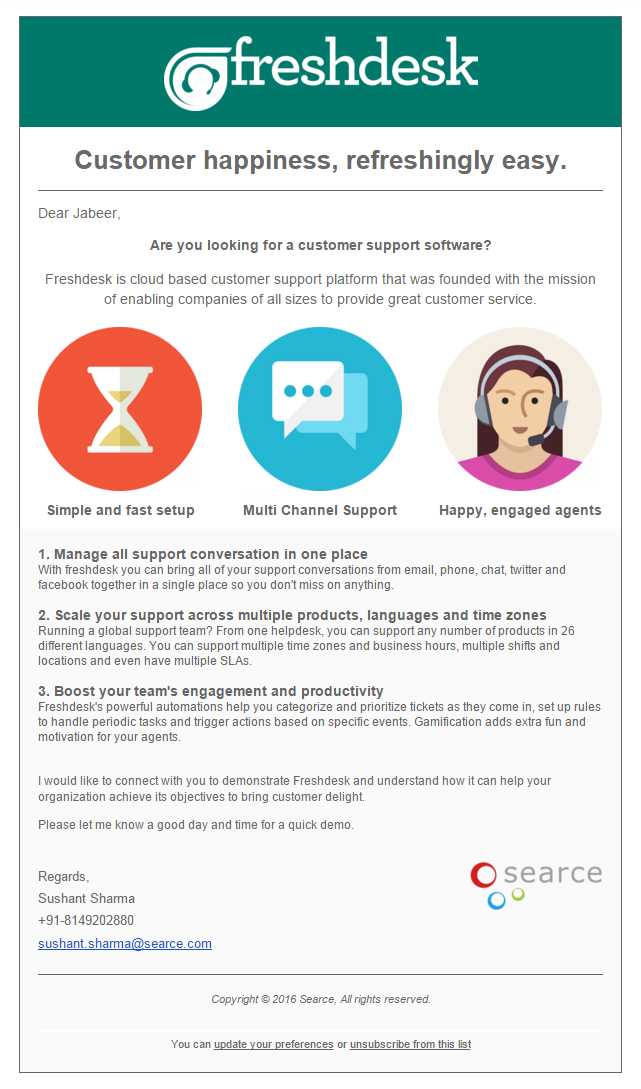 freshdesk
Customer happiness, refreshingly easy.
Dear Jabeer,
Are you looking for a customer support software?
Freshdesk is cloud based customer support platform that was founded with the mission
of enabling companies of all sizes to provide great customer service.
Simple and fast setup
Multi Channel Support
Happy, engaged agents
1. Manage all support conversation in one place
With freshdesk you can bring all of your support conversations from email, phone, chat, twitter and
facebook together in a single place so you don't miss on anything.
2. Scale your support across multiple products, languages and time zones
Running a global support team? From one helpdesk, you can support any number of products in 26
different languages. You can support multiple time zones and business hours, multiple shifts and
locations and even have multiple SLAs.
3. Boost your team's engagement and productivity
Freshdesk's powerful automations help you categorize and prioritize tickets as they come in, set up rules
to handle periodic tasks and trigger actions based on specific events. Gamification adds extra fun and
motivation for your agents.
I would like to connect with you to demonstrate Freshdesk and understand how it can help your
organization achieve its objectives to bring customer delight.
Please let me know a good day and time for a quick demo.
Regards,
Sushant Sharma
+91-8149202880
sushant.sharma@searce.com
searce
Copyright © 2016 Searce, All rights reserved.
You can update your preferences or unsubscribe from this list